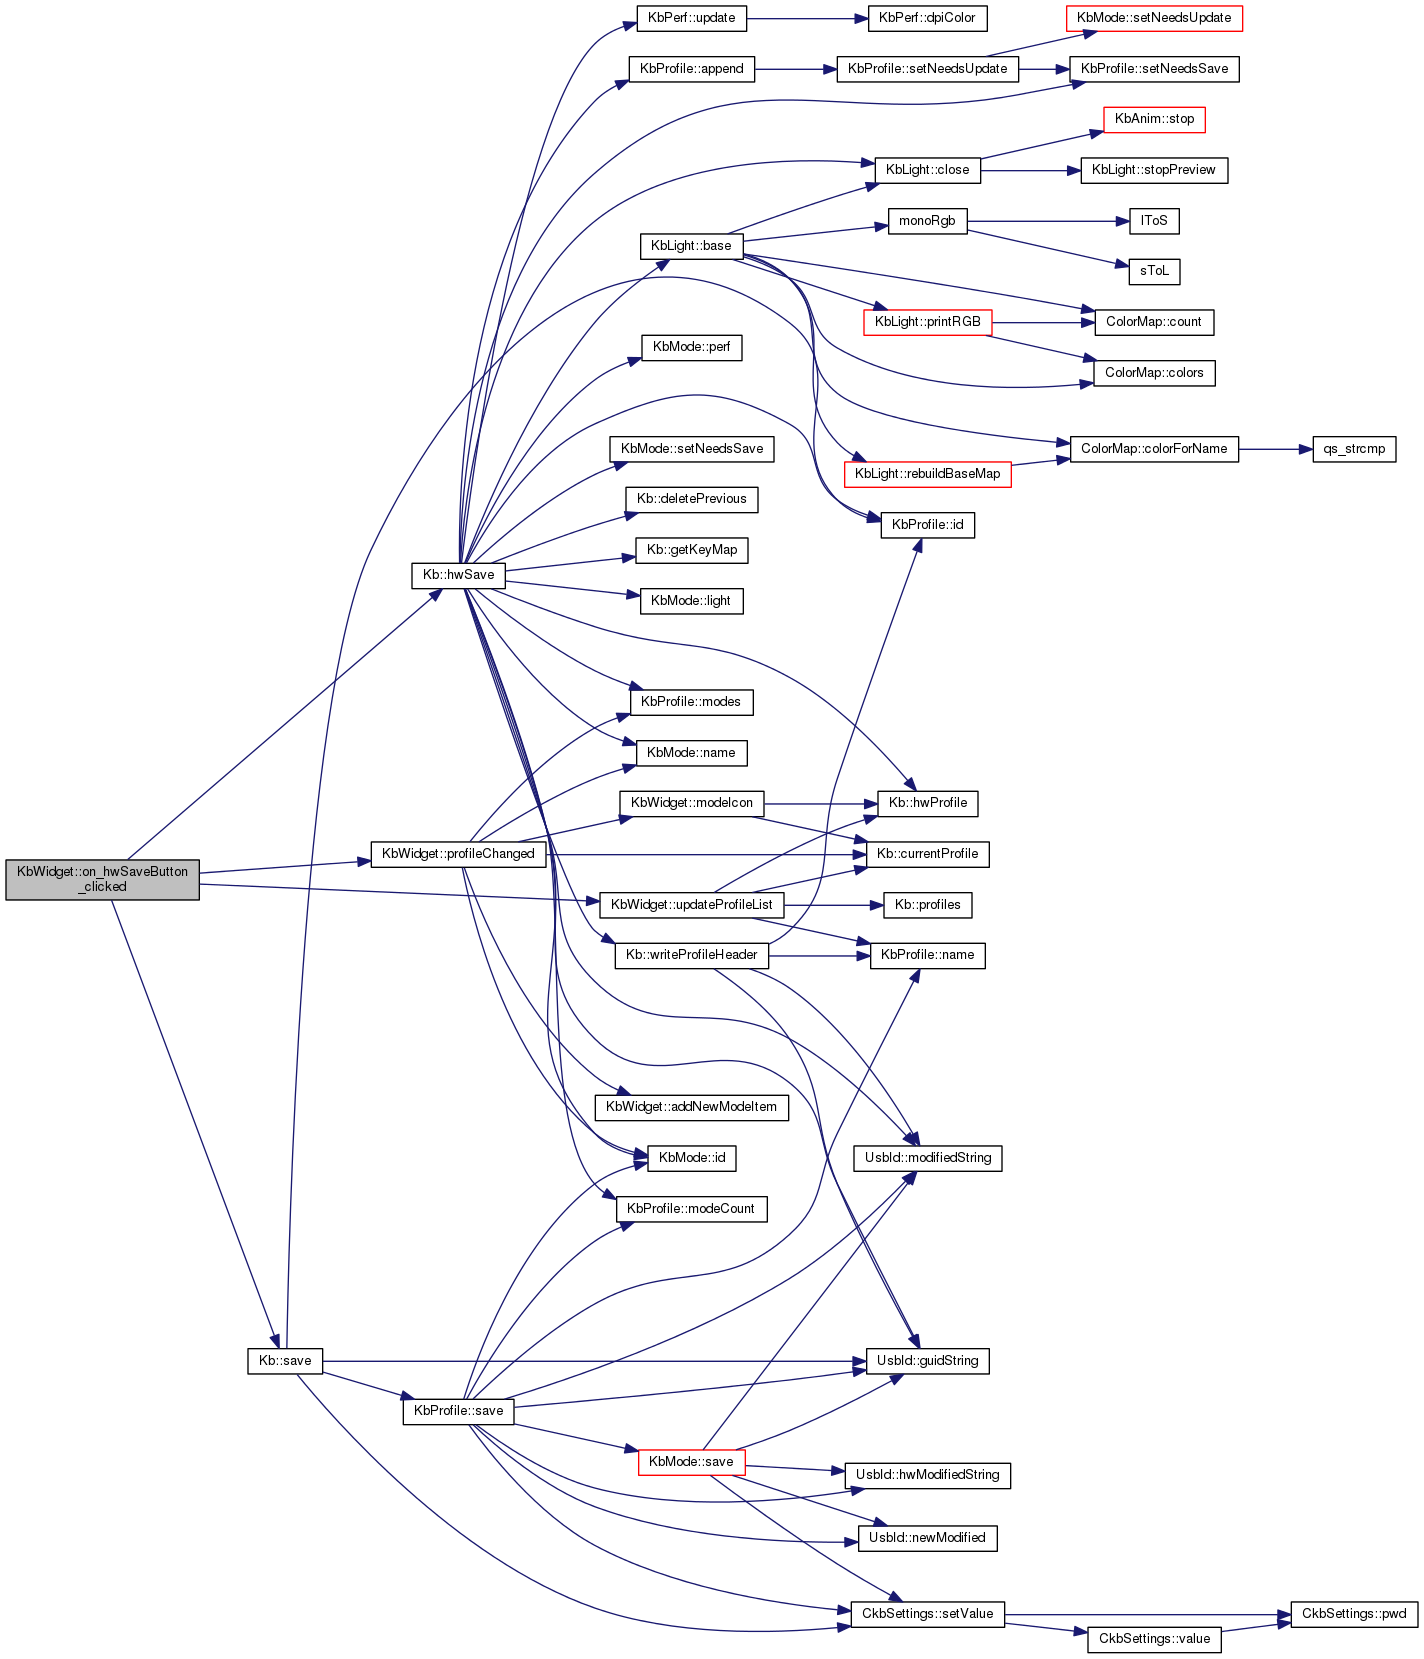 KbPerf::update
KbPerf::dpiColor
KbMode::setNeedsUpdate
KbProfile::append
KbProfile::setNeedsUpdate
KbProfile::setNeedsSave
KbAnim::stop
KbLight::close
KbLight::stopPreview
monoRgb
lToS
KbLight::base
sToL
KbLight::printRGB
ColorMap::count
KbMode::perf
ColorMap::colors
KbMode::setNeedsSave
ColorMap::colorForName
qs_strcmp
KbLight::rebuildBaseMap
Kb::deletePrevious
KbProfile::id
Kb::getKeyMap
Kb::hwSave
KbMode::light
KbProfile::modes
KbMode::name
KbWidget::modeIcon
Kb::hwProfile
KbWidget::profileChanged
Kb::currentProfile
KbWidget::on_hwSaveButton
_clicked
KbWidget::updateProfileList
Kb::profiles
Kb::writeProfileHeader
KbProfile::name
KbWidget::addNewModeItem
KbMode::id
UsbId::modifiedString
KbProfile::modeCount
Kb::save
UsbId::guidString
KbProfile::save
KbMode::save
UsbId::hwModifiedString
UsbId::newModified
CkbSettings::setValue
CkbSettings::pwd
CkbSettings::value